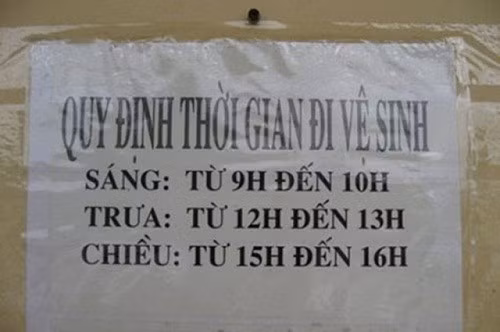 QUY ĐỊNH THỜI GIAN ĐI VỆ SINH
SÁNG: TỪ 9H ĐẾN 10H
TRƯA: TỪ 12H ĐẾN 13H
CHIỀU: TỪ 15H ĐẾN 16H